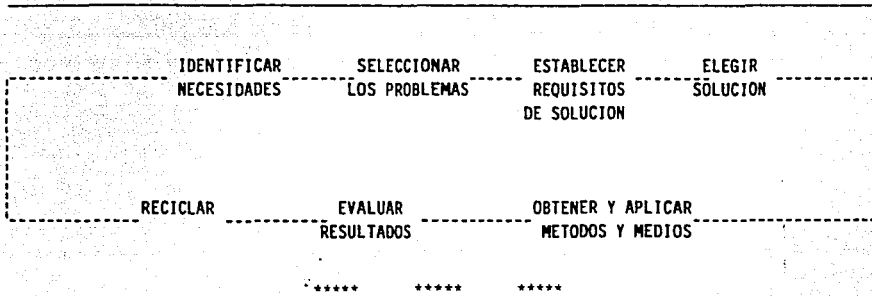 IDENTIFICAR SELECCIONAR ESTABLECER ELEGIR
NECESIDADES LOS PROBLEMAS REQUISITOS SOLUCION
DE SOLUCION
RECICLAR EVALUAR OBTENER Y APLICAR
RESULTADOS METODOS Y MEDIOS
***** ***** *****